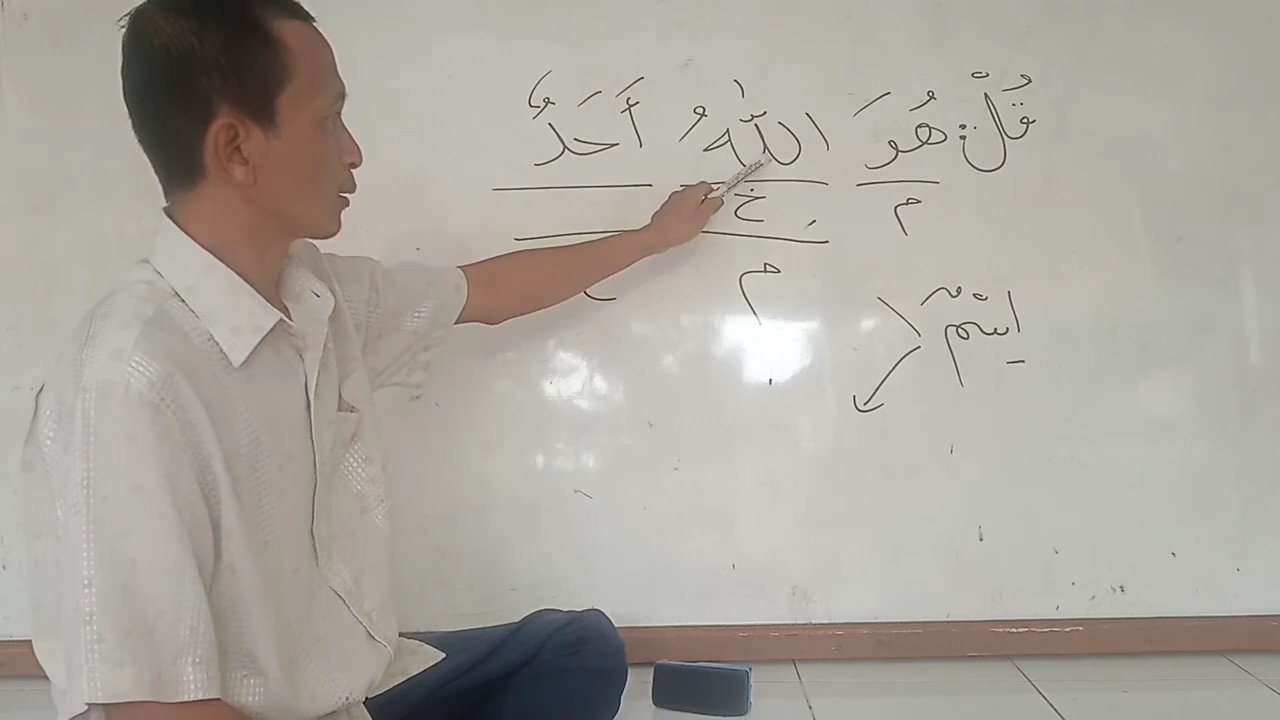 قُلْ: هُوَ اللّٰهُ أَحَدٌ
م خ
م
اِسْمٌ